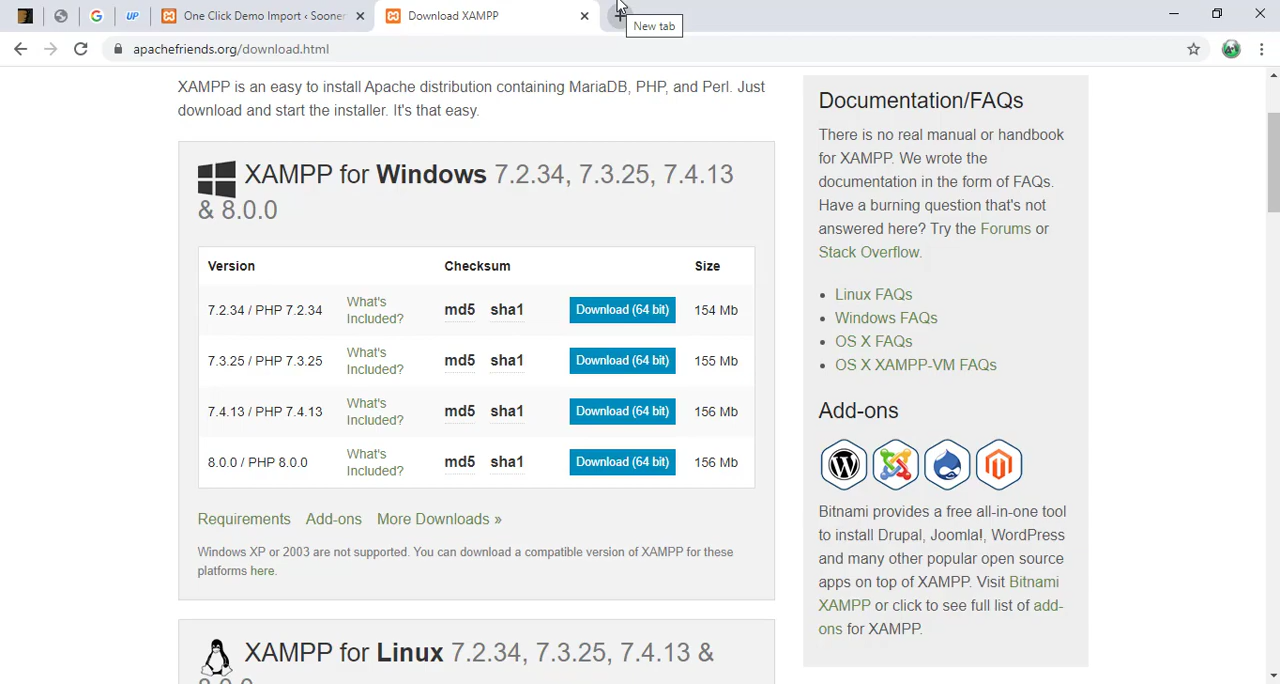 UP
One Click Demo Import ‹ Sooner
Download XAMPP
New tab
apachefriends.org/download.html
XAMPP is an easy to install Apache distribution containing MariaDB, PHP, and Perl. Just
download and start the installer. It's that easy.
XAMPP for Windows 7.2.34, 7.3.25, 7.4.13
& 8.0.0
Version Checksum Size
7.2.34 / PHP 7.2.34 What's Included? md5 sha1 Download (64 bit) 154 Mb
7.3.25 / PHP 7.3.25 What's Included? md5 sha1 Download (64 bit) 155 Mb
7.4.13 / PHP 7.4.13 What's Included? md5 sha1 Download (64 bit) 156 Mb
8.0.0 / PHP 8.0.0 What's Included? md5 sha1 Download (64 bit) 156 Mb
Requirements Add-ons More Downloads »
Windows XP or 2003 are not supported. You can download a compatible version of XAMPP for these
platforms here.
XAMPP for Linux 7.2.34, 7.3.25, 7.4.13 &
8.0.0
Documentation/FAQs
There is no real manual or handbook
for XAMPP. We wrote the
documentation in the form of FAQs.
Have a burning question that's not
answered here? Try the Forums or
Stack Overflow.
Linux FAQs
Windows FAQs
OS X FAQs
OS X XAMPP-VM FAQs
Add-ons
Bitnami provides a free all-in-one tool
to install Drupal, Joomla!, WordPress
and many other popular open source
apps on top of XAMPP. Visit Bitnami
XAMPP or click to see full list of add-
ons for XAMPP.